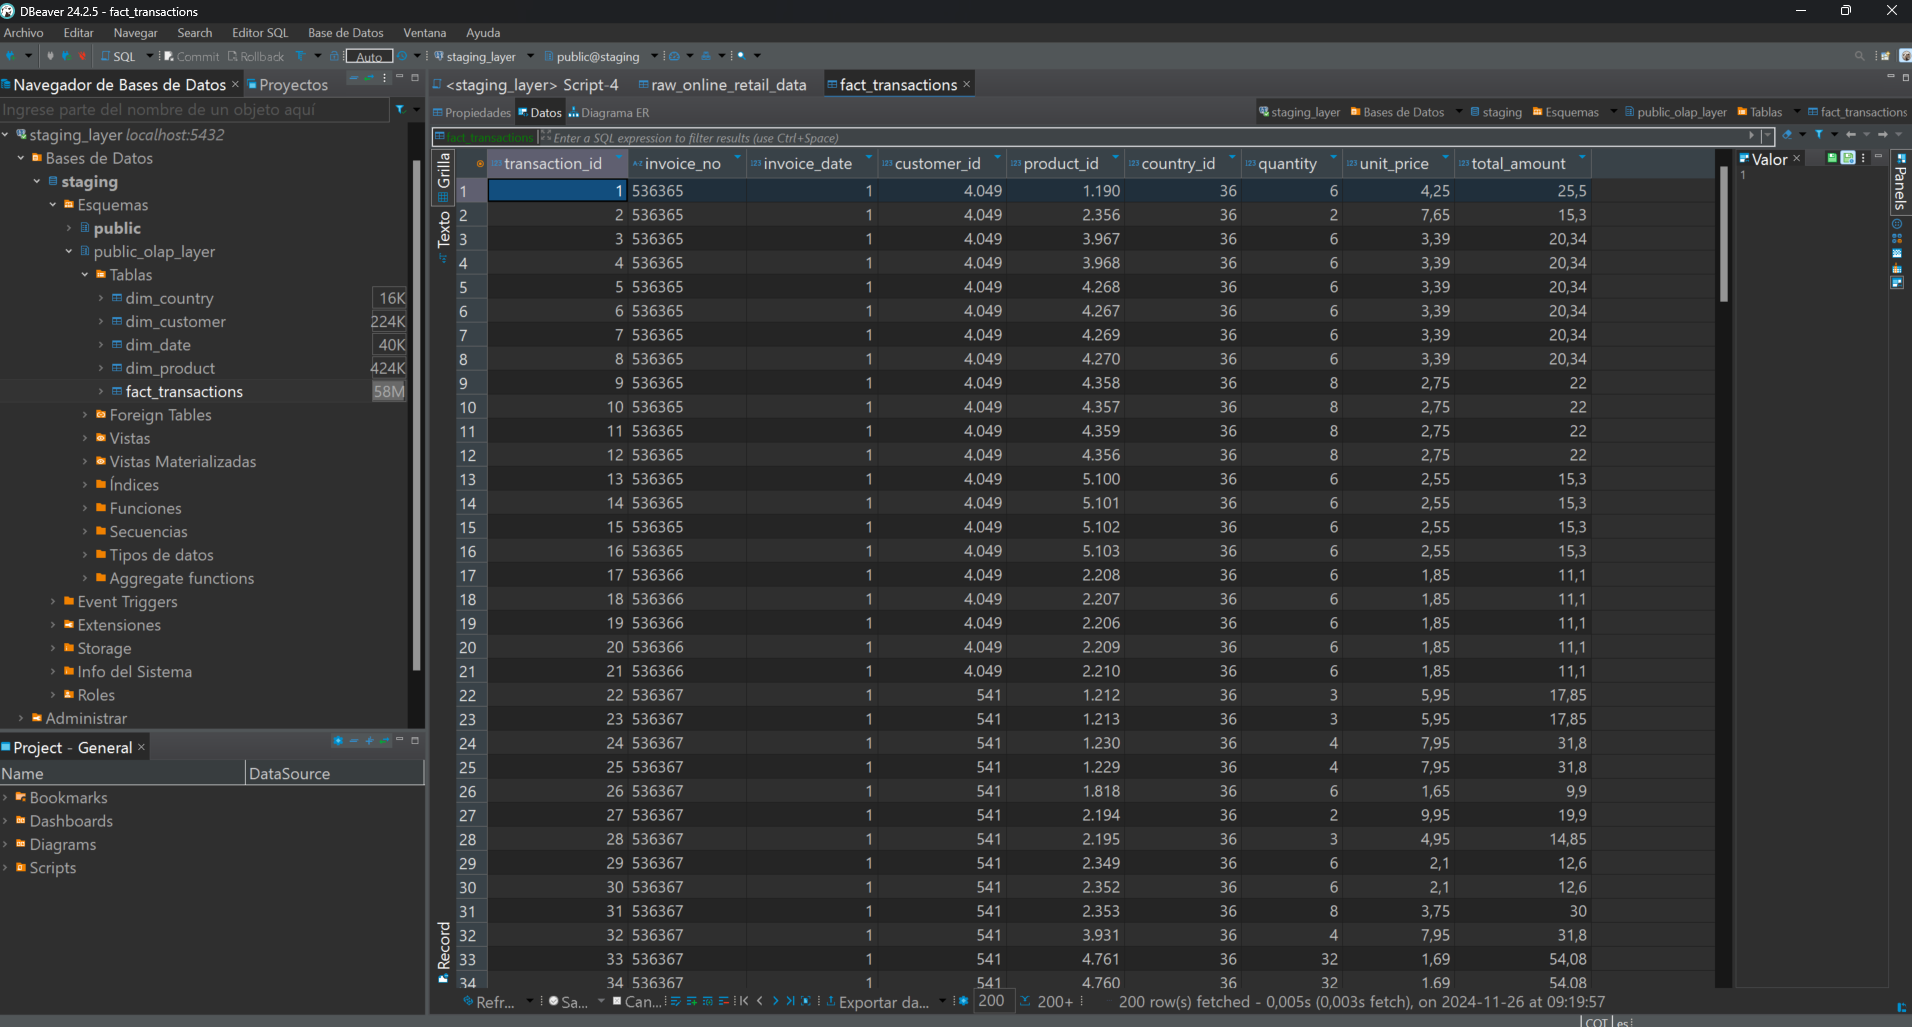 DBeaver 24.2.5 - fact_transactions
Archivo Editar Navegar Search Editor SQL Base de Datos Ventana Ayuda
SQL Commit Rollback Auto staging_layer public@staging
Navegador de Bases de Datos Proyectos
<staging_layer> Script-4 raw_online_retail_data fact_transactions
Ingrese parte del nombre de un objeto aquí
Propiedades Datos Diagrama ER
staging_layer Bases de Datos staging Esquemas public_olap_layer Tablas fact_transactions
fact_transactions Enter a SQL expression to filter results (use Ctrl+Space)
staging_layer localhost:5432
Bases de Datos
staging
Esquemas
public
public_olap_layer
Tablas
dim_country 16K
dim_customer 224K
dim_date 40K
dim_product 424K
fact_transactions 58M
Foreign Tables
Vistas
Vistas Materializadas
Índices
Funciones
Secuencias
Tipos de datos
Aggregate functions
Event Triggers
Extensiones
Storage
Info del Sistema
Roles
Administrar
Project - General
Name DataSource
Bookmarks
Dashboards
Diagrams
Scripts
Grilla
Texto
Record
transaction_id invoice_no invoice_date customer_id product_id country_id quantity unit_price total_amount
1 1 536365 1 4.049 1.190 36 6 4,25 25,5
2 2 536365 1 4.049 2.356 36 2 7,65 15,3
3 3 536365 1 4.049 3.967 36 6 3,39 20,34
4 4 536365 1 4.049 3.968 36 6 3,39 20,34
5 5 536365 1 4.049 4.268 36 6 3,39 20,34
6 6 536365 1 4.049 4.267 36 6 3,39 20,34
7 7 536365 1 4.049 4.269 36 6 3,39 20,34
8 8 536365 1 4.049 4.270 36 6 3,39 20,34
9 9 536365 1 4.049 4.358 36 8 2,75 22
10 10 536365 1 4.049 4.357 36 8 2,75 22
11 11 536365 1 4.049 4.359 36 8 2,75 22
12 12 536365 1 4.049 4.356 36 8 2,75 22
13 13 536365 1 4.049 5.100 36 6 2,55 15,3
14 14 536365 1 4.049 5.101 36 6 2,55 15,3
15 15 536365 1 4.049 5.102 36 6 2,55 15,3
16 16 536365 1 4.049 5.103 36 6 2,55 15,3
17 17 536366 1 4.049 2.208 36 6 1,85 11,1
18 18 536366 1 4.049 2.207 36 6 1,85 11,1
19 19 536366 1 4.049 2.206 36 6 1,85 11,1
20 20 536366 1 4.049 2.209 36 6 1,85 11,1
21 21 536366 1 4.049 2.210 36 6 1,85 11,1
22 22 536367 1 541 1.212 36 3 5,95 17,85
23 23 536367 1 541 1.213 36 3 5,95 17,85
24 24 536367 1 541 1.230 36 4 7,95 31,8
25 25 536367 1 541 1.229 36 4 7,95 31,8
26 26 536367 1 541 1.818 36 6 1,65 9,9
27 27 536367 1 541 2.194 36 2 9,95 19,9
28 28 536367 1 541 2.195 36 3 4,95 14,85
29 29 536367 1 541 2.349 36 6 2,1 12,6
30 30 536367 1 541 2.352 36 6 2,1 12,6
31 31 536367 1 541 2.353 36 8 3,75 30
32 32 536367 1 541 3.931 36 4 7,95 31,8
33 33 536367 1 541 4.761 36 32 1,69 54,08
34 34 536367 1 541 4.760 36 32 1,69 54,08
Valor
1
Panels
Refr... Sa... Can... Exportar da... 200 200+ 200 row(s) fetched - 0,005s (0,003s fetch), on 2024-11-26 at 09:19:57
COT es